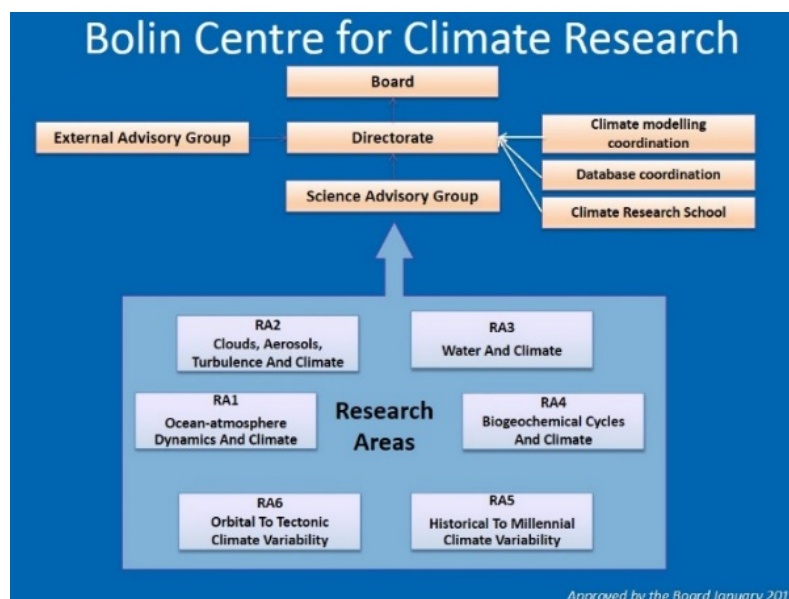 Bolin Centre for Climate Research
Board
External Advisory Group
Directorate
Climate modelling
coordination
Database coordination
Science Advisory Group
Climate Research School
RA2
Clouds, Aerosols,
Turbulence And Climate
RA3
Water And Climate
RA1
Ocean-atmosphere
Dynamics And Climate
Research
Areas
RA4
Biogeochemical Cycles
And Climate
RA6
Orbital To Tectonic
Climate Variability
RA5
Historical To Millennial
Climate Variability
Approved by the Board January